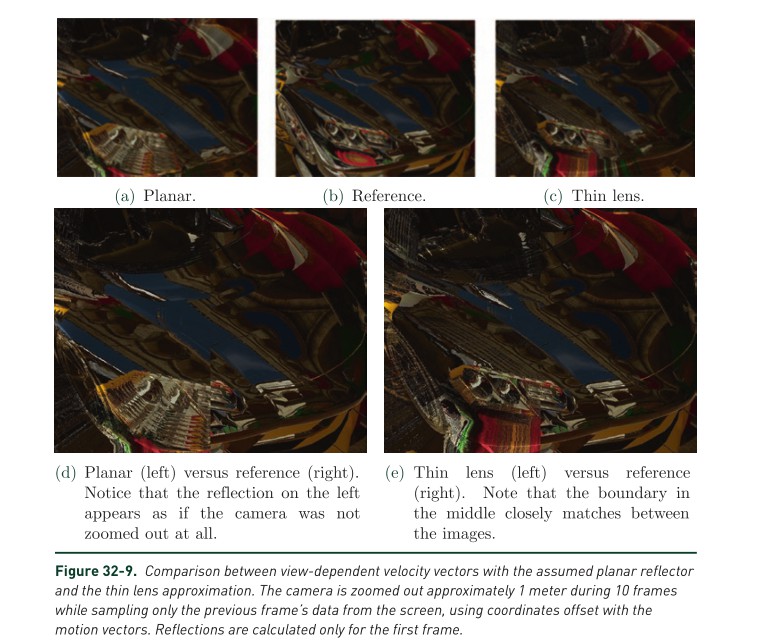 (a) Planar.
(b) Reference.
(c) Thin lens.
(d) Planar (left) versus reference (right).
Notice that the reflection on the left
appears as if the camera was not
zoomed out at all.
(e) Thin lens (left) versus reference
(right). Note that the boundary in
the middle closely matches between
the images.
Figure 32-9. Comparison between view-dependent velocity vectors with the assumed planar reflector
and the thin lens approximation. The camera is zoomed out approximately 1 meter during 10 frames
while sampling only the previous frame's data from the screen, using coordinates offset with the
motion vectors. Reflections are calculated only for the first frame.